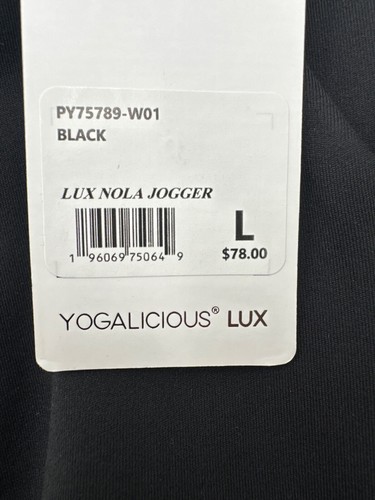 PY75789-W01
BLACK
LUX NOLA JOGGER
L
1 96069 75064 9
$78.00
YOGALICIOUS® LUX